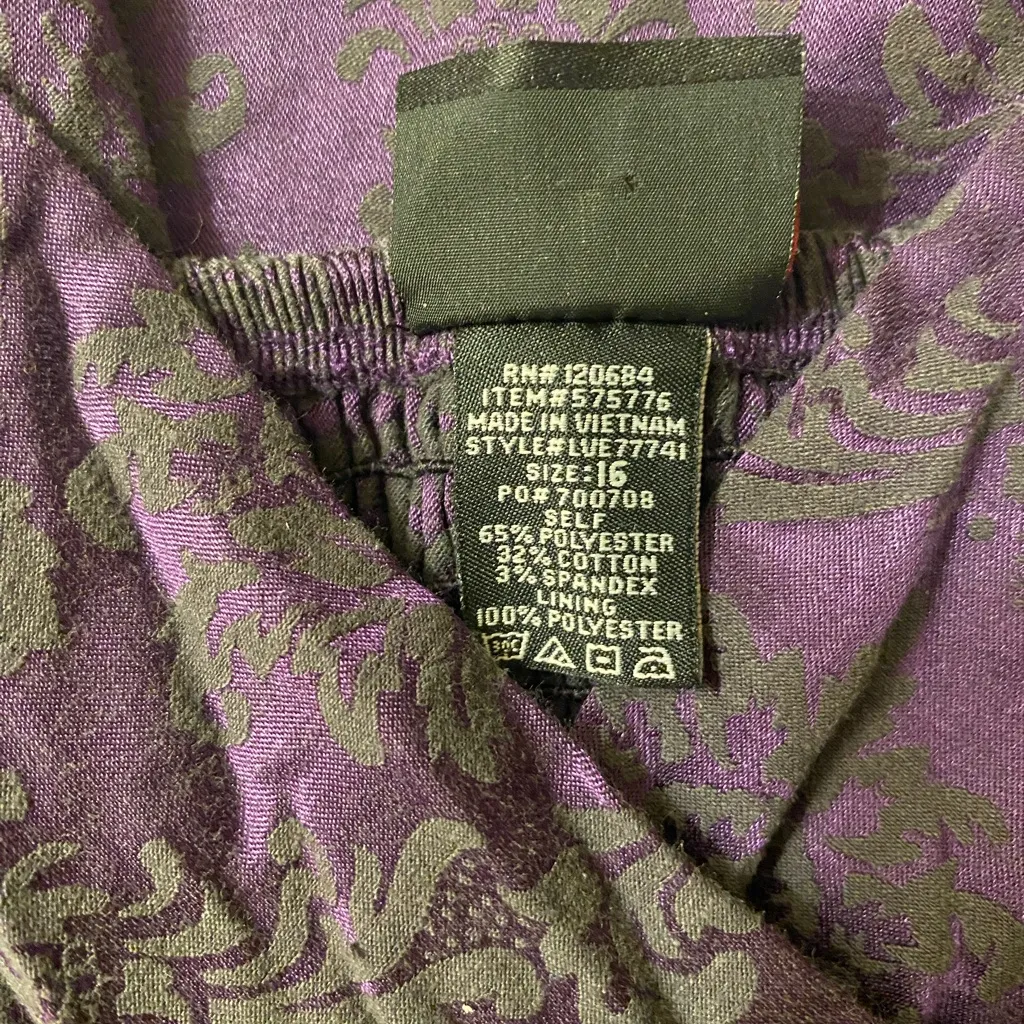 RN# 120684
ITEM# 575776
MADE IN VIETNAM
STYLE# LUE77741
SIZE: 16
PO# 700708
SELF
65% POLYESTER
32% COTTON
3% SPANDEX
LINING
100% POLYESTER